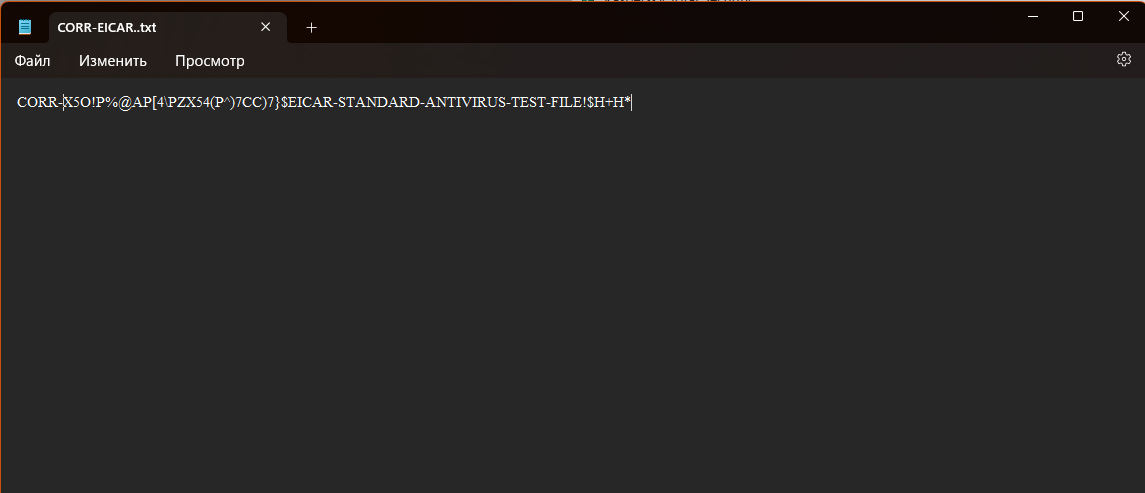 CORR-EICAR..txt
Файл Изменить Просмотр
CORR-X5O!P%@AP[4\PZX54(P^)7CC)7}$EICAR-STANDARD-ANTIVIRUS-TEST-FILE!$H+H*